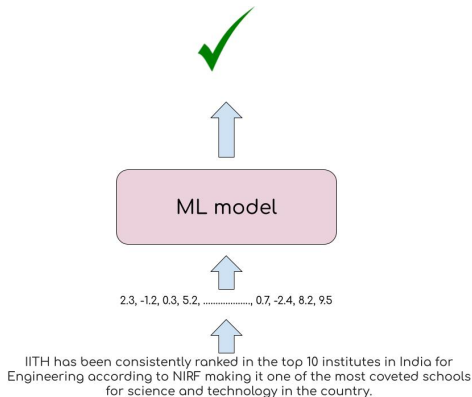 ML model
2.3, -1.2, 0.3, 5.2, ..................., 0.7, -2.4, 8.2, 9.5
IITH has been consistently ranked in the top 10 institutes in India for
Engineering according to NIRF making it one of the most coveted schools
for science and technology in the country.